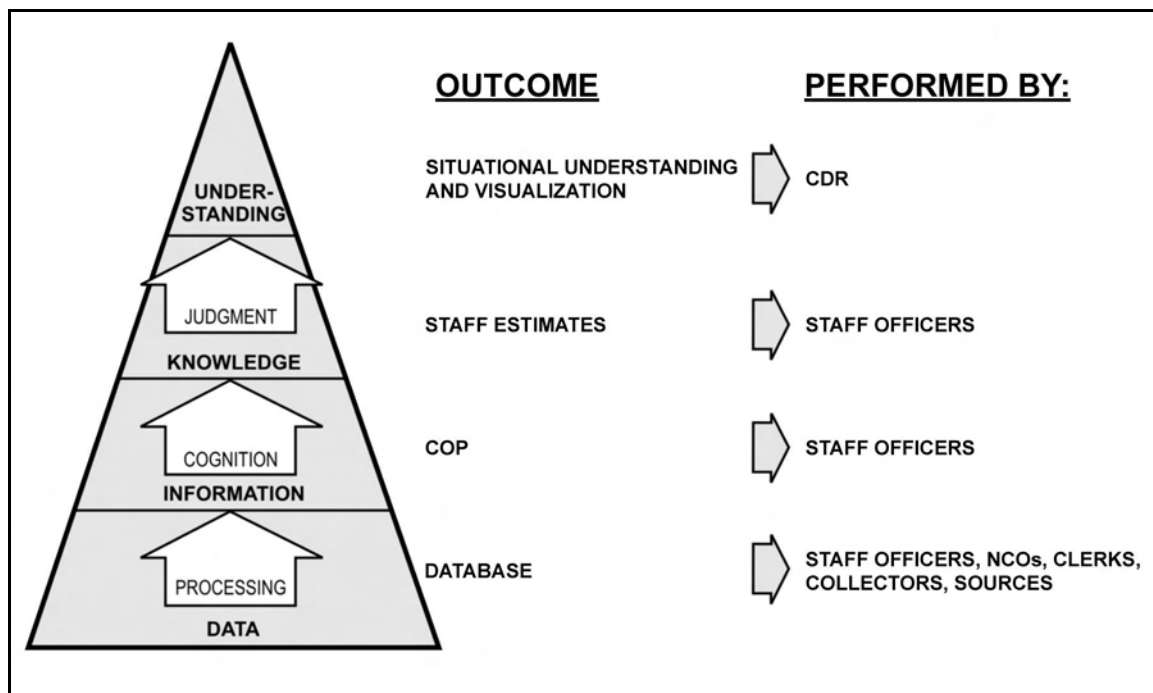 OUTCOME
PERFORMED BY:
UNDER-
STANDING
SITUATIONAL UNDERSTANDING
AND VISUALIZATION
CDR
JUDGMENT
KNOWLEDGE
STAFF ESTIMATES
STAFF OFFICERS
COGNITION
INFORMATION
COP
STAFF OFFICERS
PROCESSING
DATA
DATABASE
STAFF OFFICERS, NCOs, CLERKS,
COLLECTORS, SOURCES